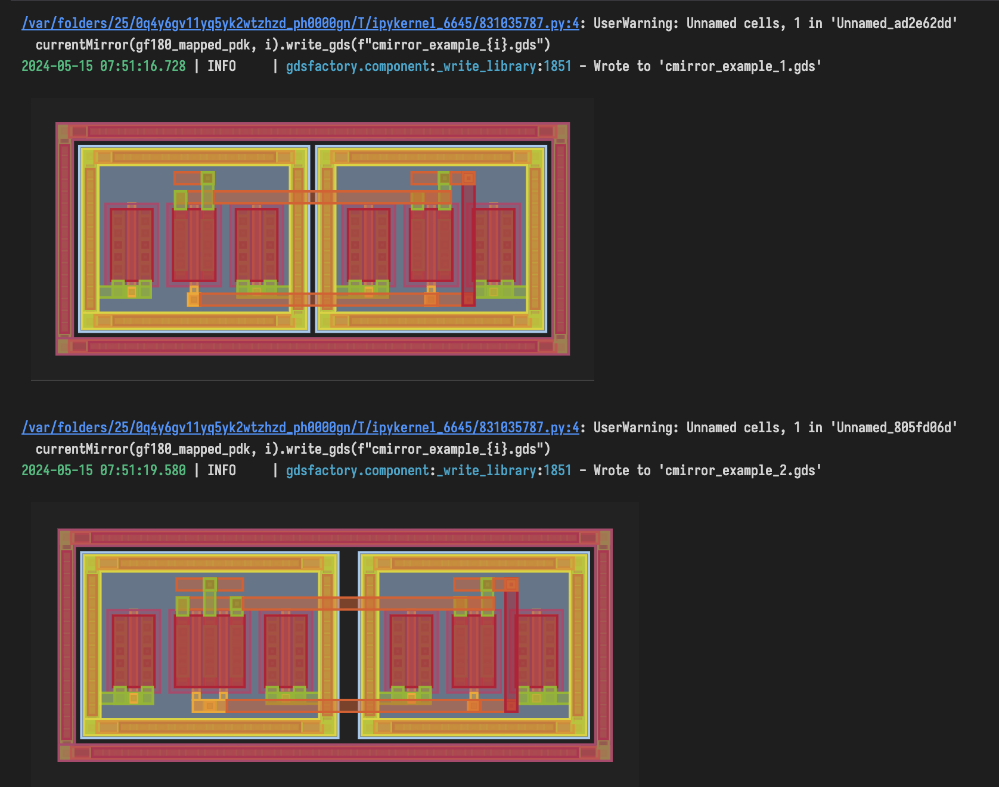 /var/folders/25/0q4y6gv11yq5yk2wtzhzd_ph0000gn/T/ipykernel_6645/831035787.py:4: UserWarning: Unnamed cells, 1 in 'Unnamed_ad2e62dd'
currentMirror(gf180_mapped_pdk, i).write_gds(f"cmirror_example_{i}.gds")
2024-05-15 07:51:16.728 | INFO     | gdsfactory.component:_write_library:1851 - Wrote to 'cmirror_example_1.gds'
/var/folders/25/0q4y6gv11yq5yk2wtzhzd_ph0000gn/T/ipykernel_6645/831035787.py:4: UserWarning: Unnamed cells, 1 in 'Unnamed_805fd06d'
currentMirror(gf180_mapped_pdk, i).write_gds(f"cmirror_example_{i}.gds")
2024-05-15 07:51:19.580 | INFO     | gdsfactory.component:_write_library:1851 - Wrote to 'cmirror_example_2.gds'